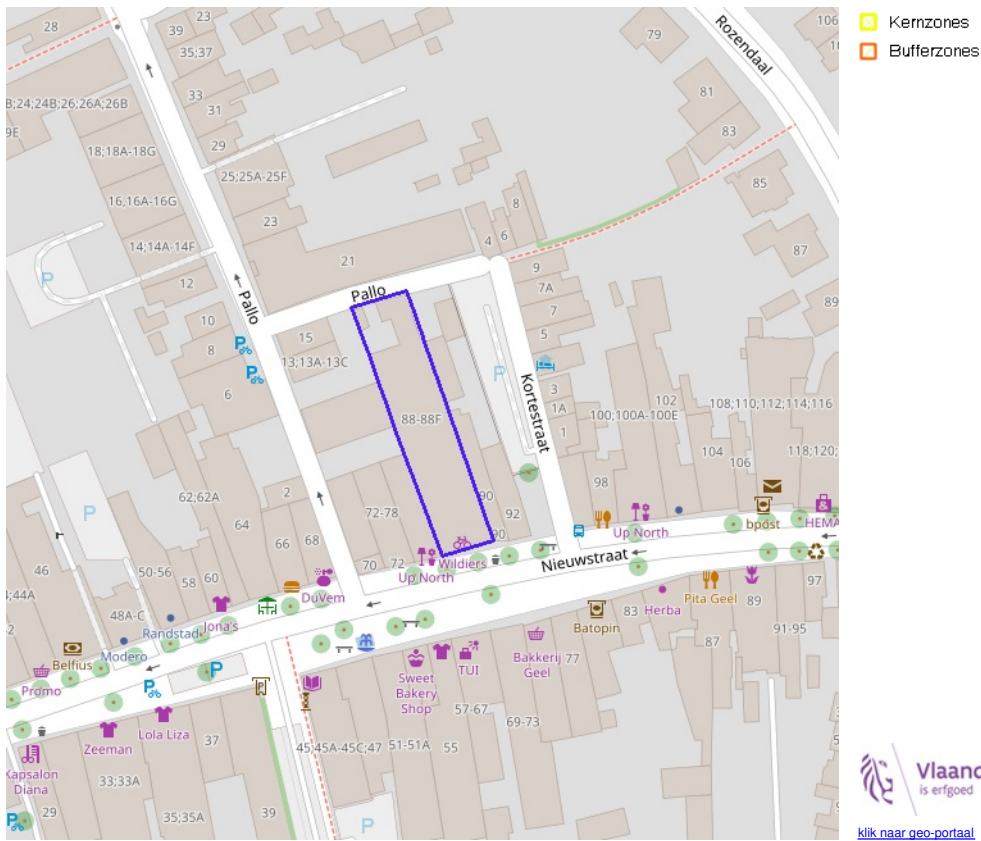 Kernzones
Bufferzones
28
23
39
35;37
79
Rozendaal
106
B;24;24B;26;26A;26B
33
31
81
9E
83
18;18A-18G
29
25;25A-25F
85
16,16A-16G
8
23
14;14A-14F
4
6
87
21
9
P
12
7A
Pallo
Pallo
89
10
7
15
5
8
13;13A-13C
P
6
3
102
108;110;112;114;116
1A
100;100A-100E
Kortestraat
88-88F
1
104
118;120;
106
98
62;62A
2
90
72-78
92
P
bpost
HEMA
64
Up North
66
68
90
Nieuwstraat
70
72
Wildiers
Up North
46
50-56
58
60
97
;44A
DuVem
Pita Geel
89
48A-C
Jona's
Herba
83
Randstad
Batopin
91-95
Modero
87
Belfius
P
Bakkerij
Geel
77
TUI
Sweet
Bakery
Shop
Promo
P
57-67
69-73
Lola Liza
37
Zeeman
45;45A-45C;47
51-51A
55
Kapsalon
Diana
33;33A
29
35;35A
39
P
P
Vlaand
is erfgoed
klik naar geo-portaal